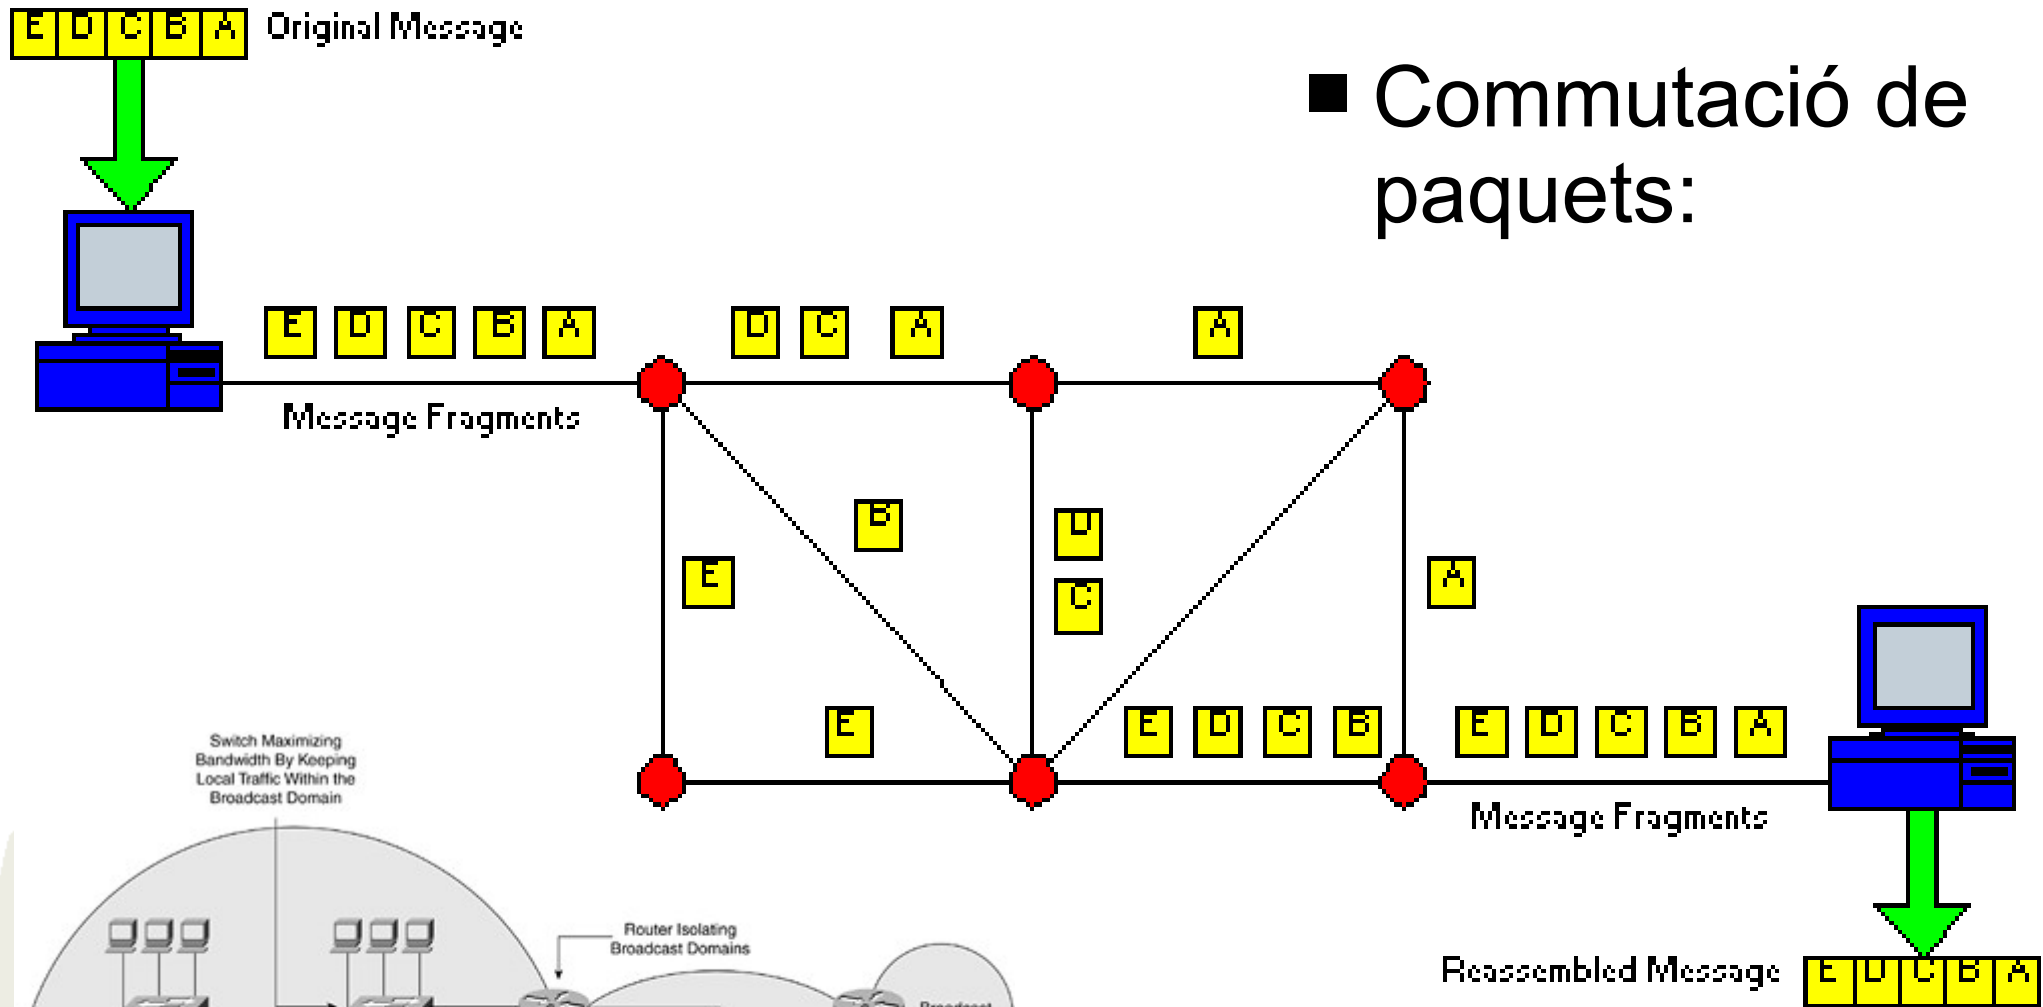 E D C B A Original Message
Commutació de
paquets:
E D C B A
D C A
A
Message Fragments
B
D
E
C
A
E
E D C B
E D C B A
Message Fragments
Switch Maximizing
Bandwidth By Keeping
Local Traffic Within the
Broadcast Domain
Router Isolating
Broadcast Domains
Reassembled Message E D C B A
Broadcast